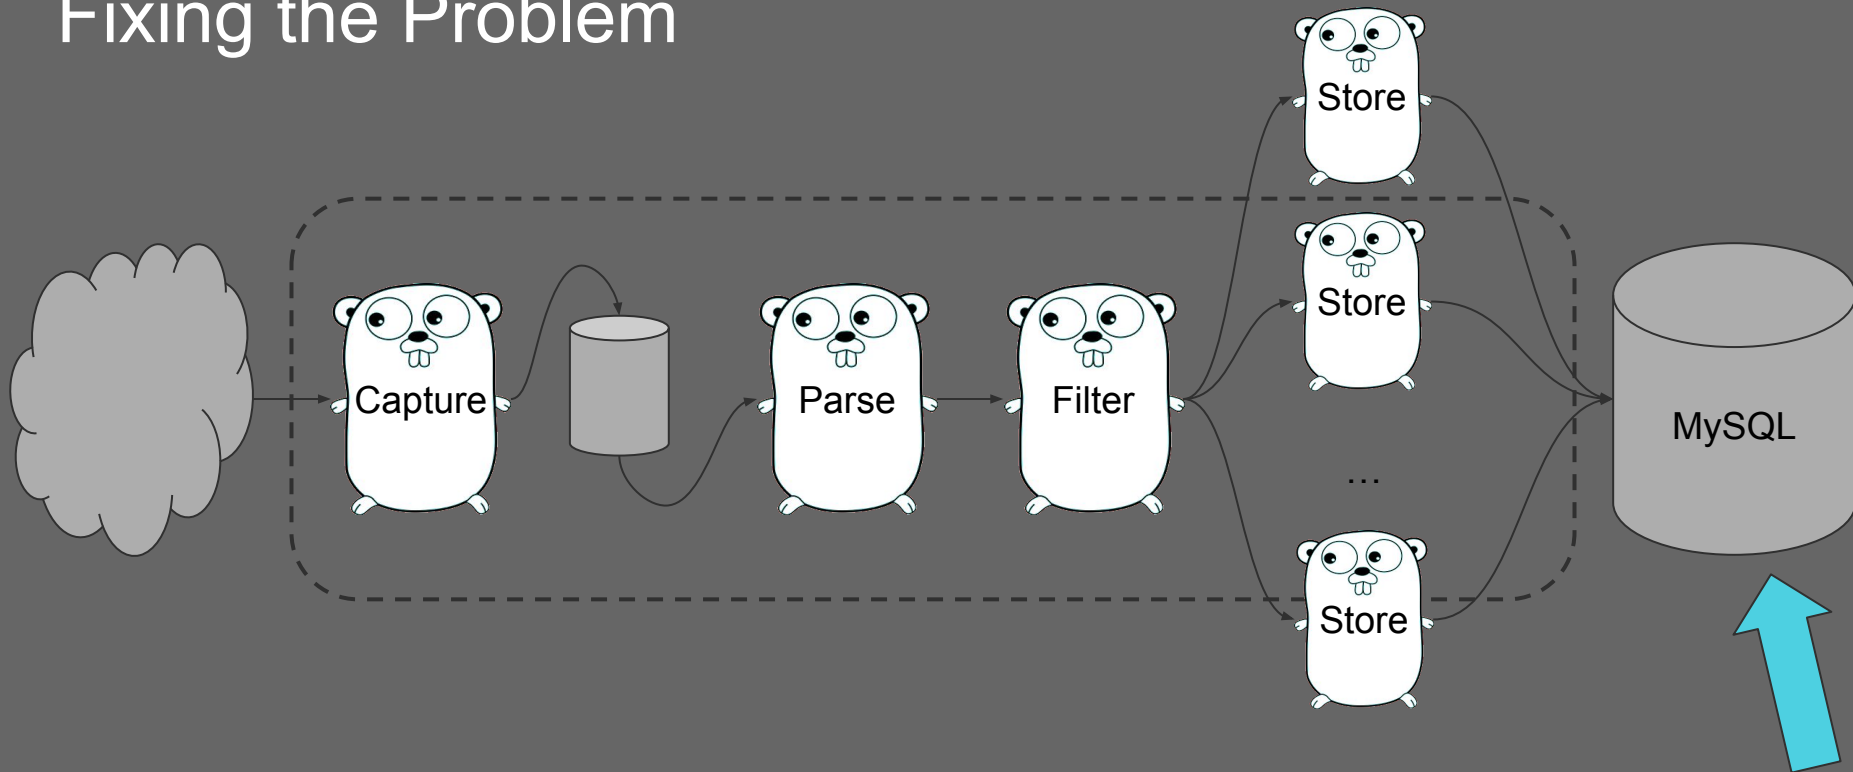 Fixing the Problem
Store
Store
Capture
Parse
Filter
MySQL
...
Store